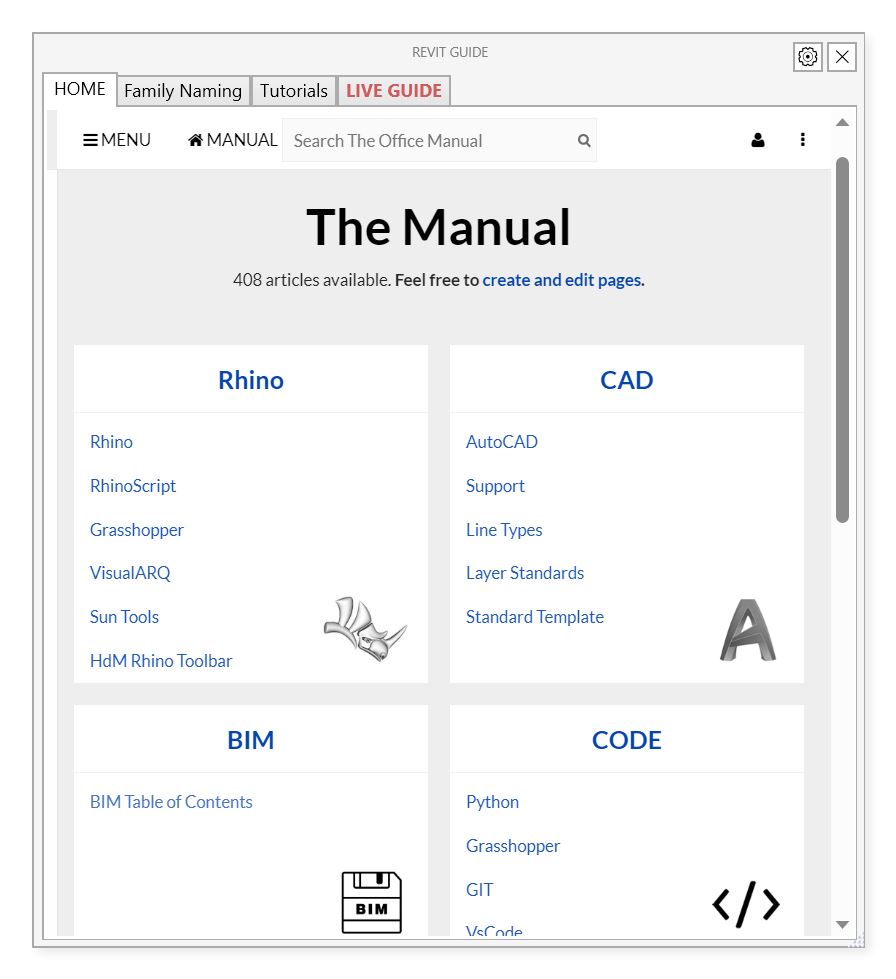 REVIT GUIDE
HOME Family Naming Tutorials LIVE GUIDE
MENU MANUAL Search The Office Manual
The Manual
408 articles available. Feel free to create and edit pages.
Rhino
Rhino
RhinoScript
Grasshopper
VisualARQ
Sun Tools
HdM Rhino Toolbar
CAD
AutoCAD
Support
Line Types
Layer Standards
Standard Template
BIM
BIM Table of Contents
BIM
CODE
Python
Grasshopper
GIT
VsCode